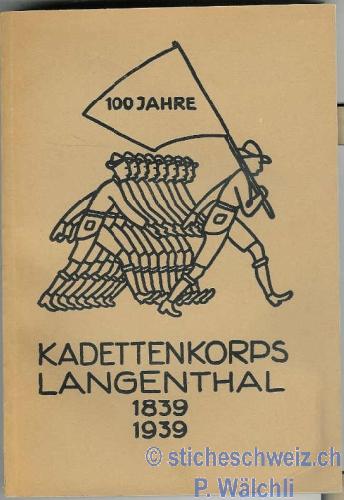 100 JAHRE
KADETTENKORPS
LANGENTHAL
1839
1939
© sticheschweiz.ch
P. Wälchli